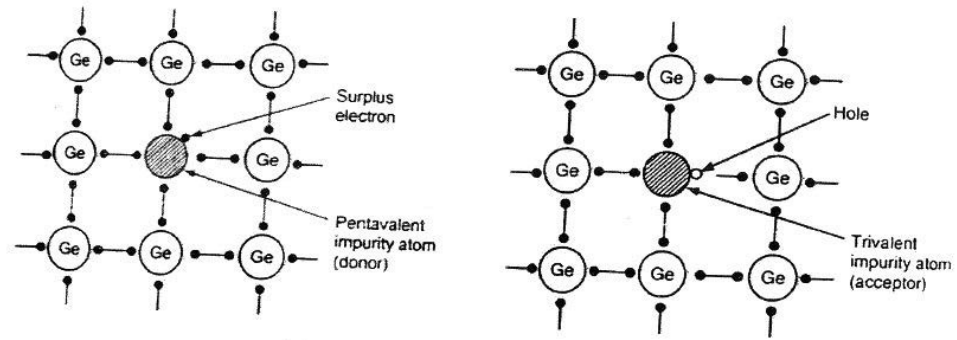 Ge Ge Ge
Surplus
electron
Ge Ge
Pentavalent
impurity atom
(donor)
Ge Ge Ge
Ge Ge Ge
Hole
Ge Ge
Trivalent
impurity atom
(acceptor)
Ge Ge Ge